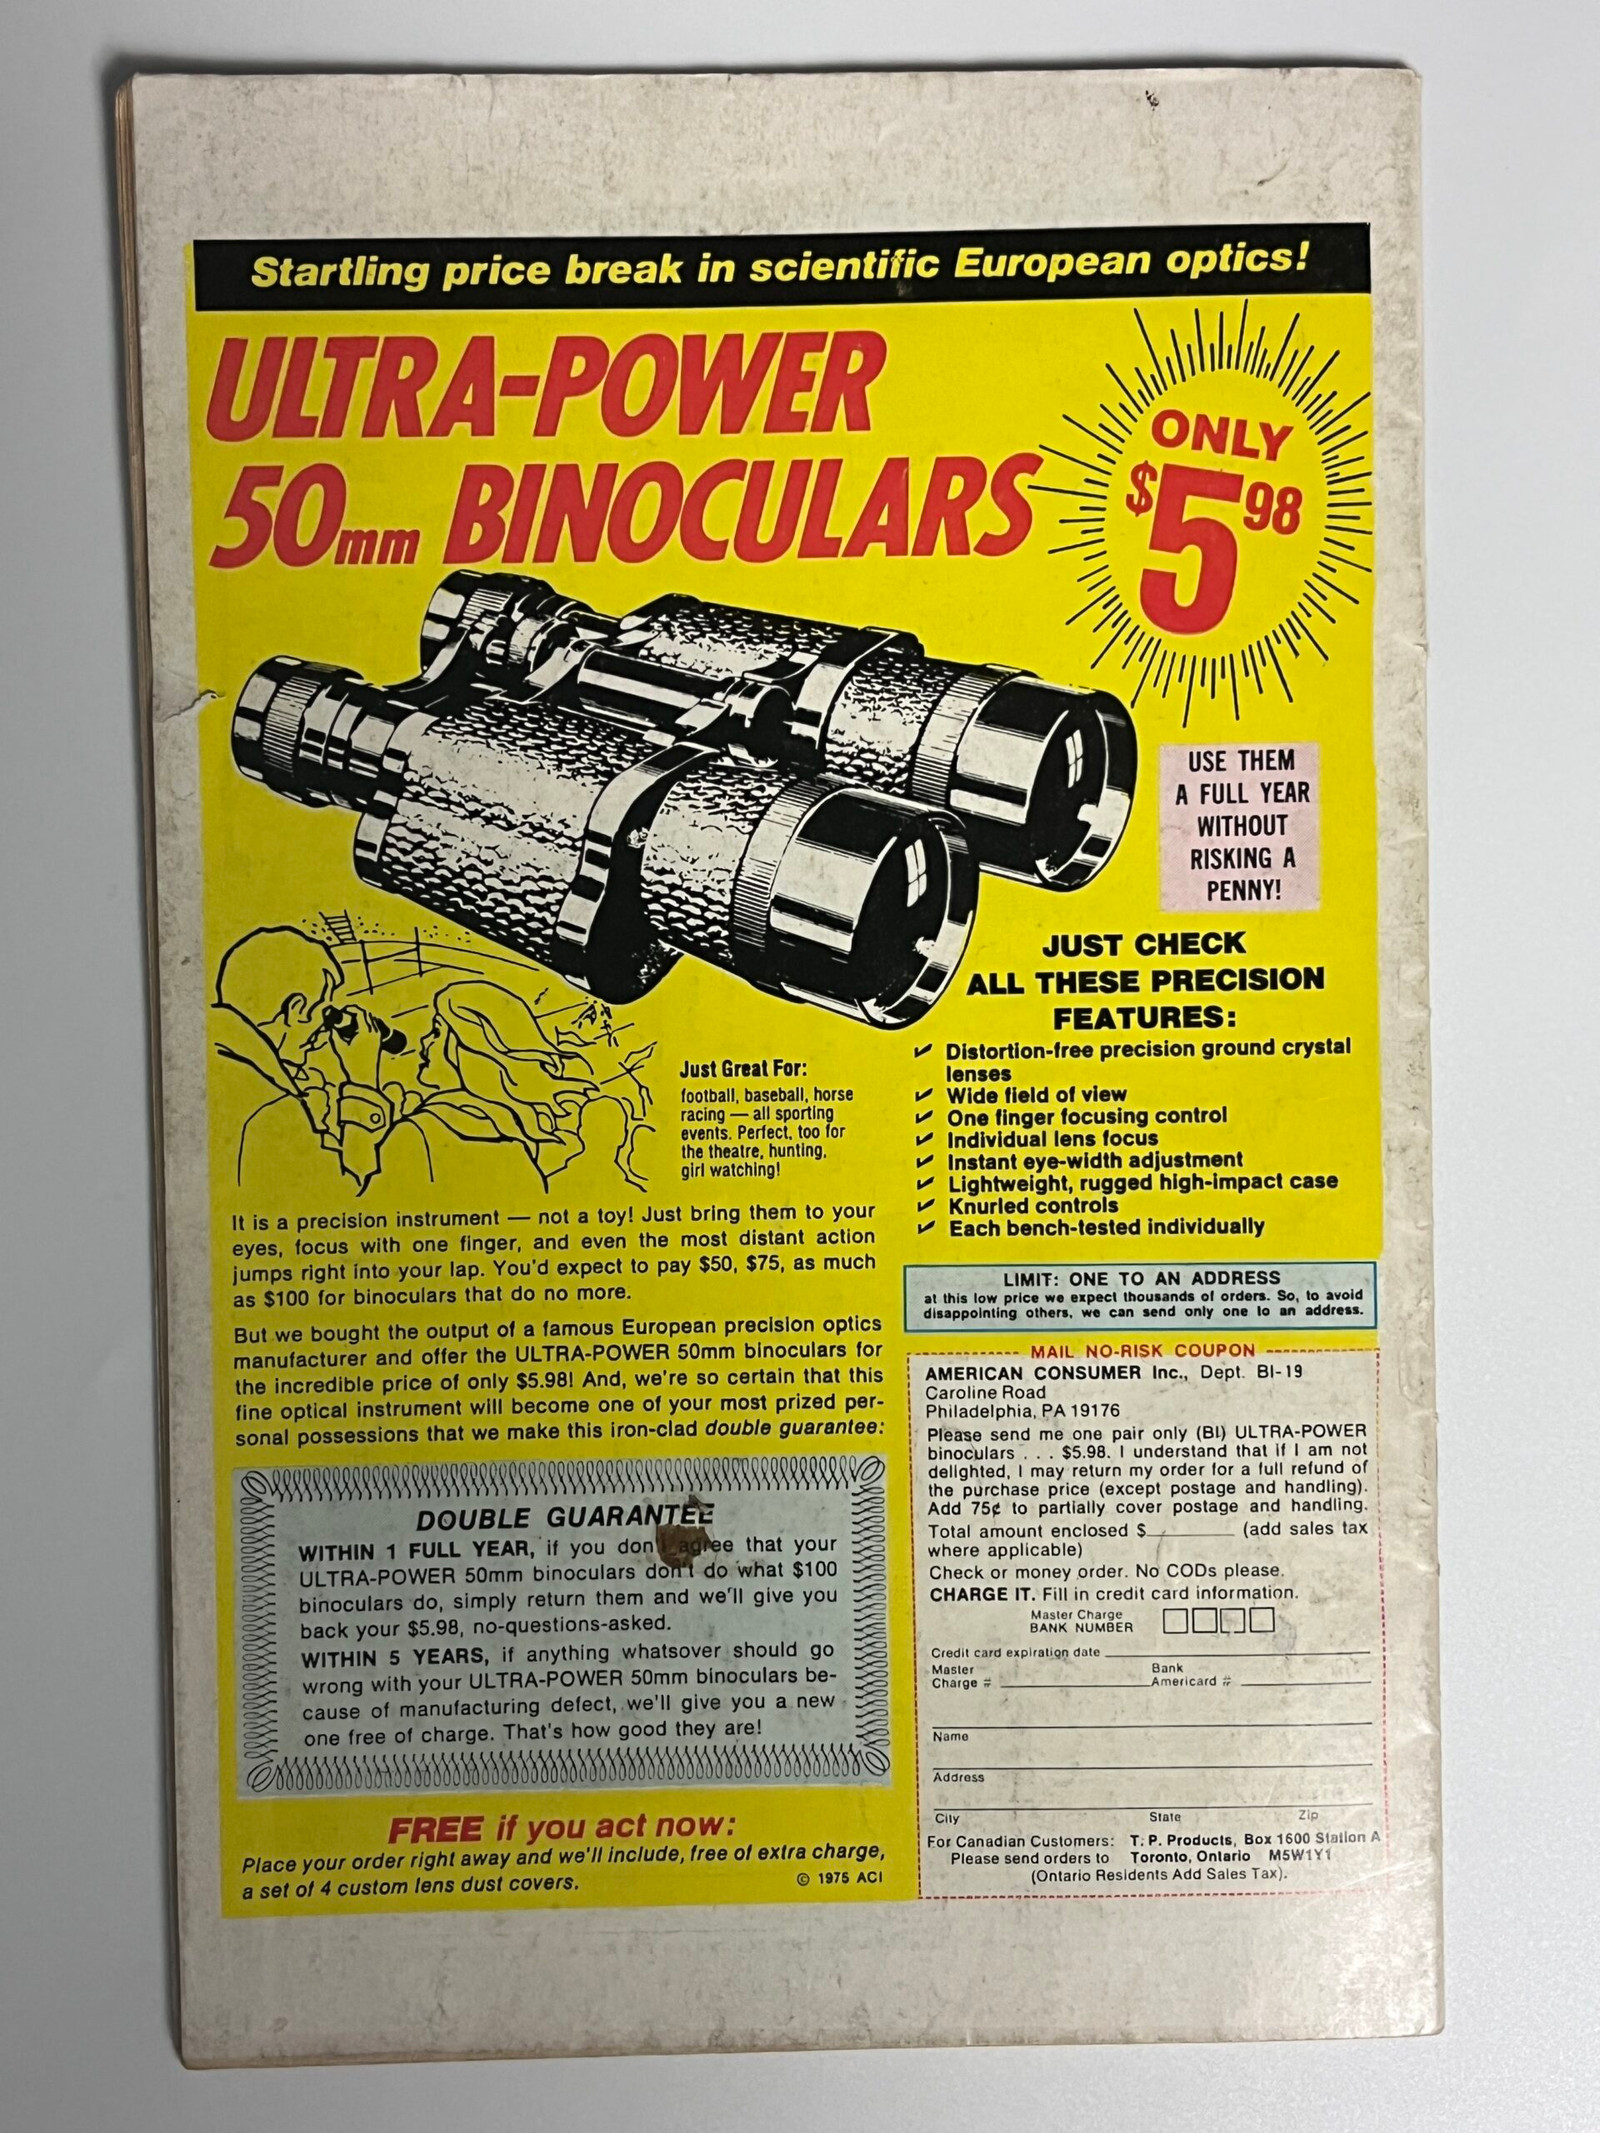 Startling price break in scientific European optics!
ULTRA-POWER
50mm BINOCULARS
ONLY
$5 98
USE THEM
A FULL YEAR
WITHOUT
RISKING A
PENNY!
JUST CHECK
ALL THESE PRECISION
FEATURES:
✔ Distortion-free precision ground crystal
lenses
✔ Wide field of view
✔ One finger focusing control
✔ Individual lens focus
✔ Instant eye-width adjustment
✔ Lightweight, rugged high-impact case
✔ Knurled controls
✔ Each bench-tested individually
Just Great For:
football, baseball, horse
racing — all sporting
events. Perfect, too for
the theatre, hunting,
girl watching!
It is a precision instrument — not a toy! Just bring them to your
eyes, focus with one finger, and even the most distant action
jumps right into your lap. You'd expect to pay $50, $75, as much
as $100 for binoculars that do no more.
But we bought the output of a famous European precision optics
manufacturer and offer the ULTRA-POWER 50mm binoculars for
the incredible price of only $5.98! And, we're so certain that this
fine optical instrument will become one of your most prized per-
sonal possessions that we make this iron-clad double guarantee:
DOUBLE GUARANTEE
WITHIN 1 FULL YEAR, if you don't agree that your
ULTRA-POWER 50mm binoculars don't do what $100
binoculars do, simply return them and we'll give you
back your $5.98, no-questions-asked.
WITHIN 5 YEARS, if anything whatsover should go
wrong with your ULTRA-POWER 50mm binoculars be-
cause of manufacturing defect, we'll give you a new
one free of charge. That's how good they are!
FREE if you act now:
Place your order right away and we'll include, free of extra charge,
a set of 4 custom lens dust covers.
© 1975 ACI
LIMIT: ONE TO AN ADDRESS
at this low price we expect thousands of orders. So, to avoid
disappointing others, we can send only one to an address.
MAIL NO-RISK COUPON
AMERICAN CONSUMER Inc., Dept. BI-19
Caroline Road
Philadelphia, PA 19176
Please send me one pair only (BI) ULTRA-POWER
binoculars . . . $5.98. I understand that if I am not
delighted, I may return my order for a full refund of
the purchase price (except postage and handling).
Add 75¢ to partially cover postage and handling.
Total amount enclosed $________ (add sales tax
where applicable)
Check or money order. No CODs please.
CHARGE IT. Fill in credit card information.
Master Charge
BANK NUMBER
Credit card expiration date
Master Bank
Charge # Americard #
Name
Address
City State Zip
For Canadian Customers: T. P. Products, Box 1600 Station A
Please send orders to Toronto, Ontario M5W1Y1
(Ontario Residents Add Sales Tax).